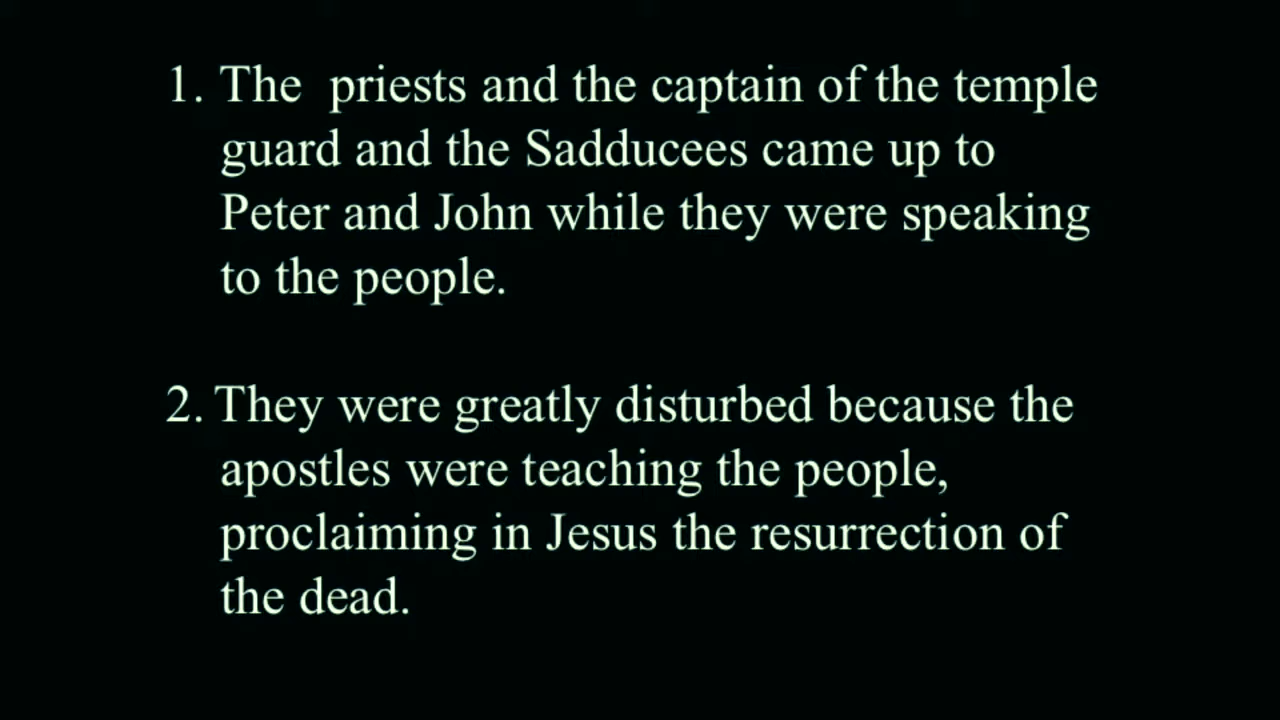 1. The  priests and the captain of the temple
guard and the Sadducees came up to
Peter and John while they were speaking
to the people.
2. They were greatly disturbed because the
apostles were teaching the people,
proclaiming in Jesus the resurrection of
the dead.